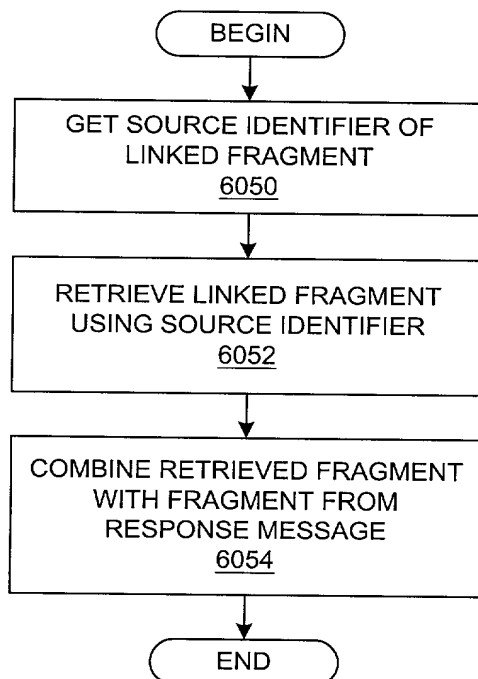 BEGIN
GET SOURCE IDENTIFIER OF
LINKED FRAGMENT
6050
RETRIEVE LINKED FRAGMENT
USING SOURCE IDENTIFIER
6052
COMBINE RETRIEVED FRAGMENT
WITH FRAGMENT FROM
RESPONSE MESSAGE
6054
END